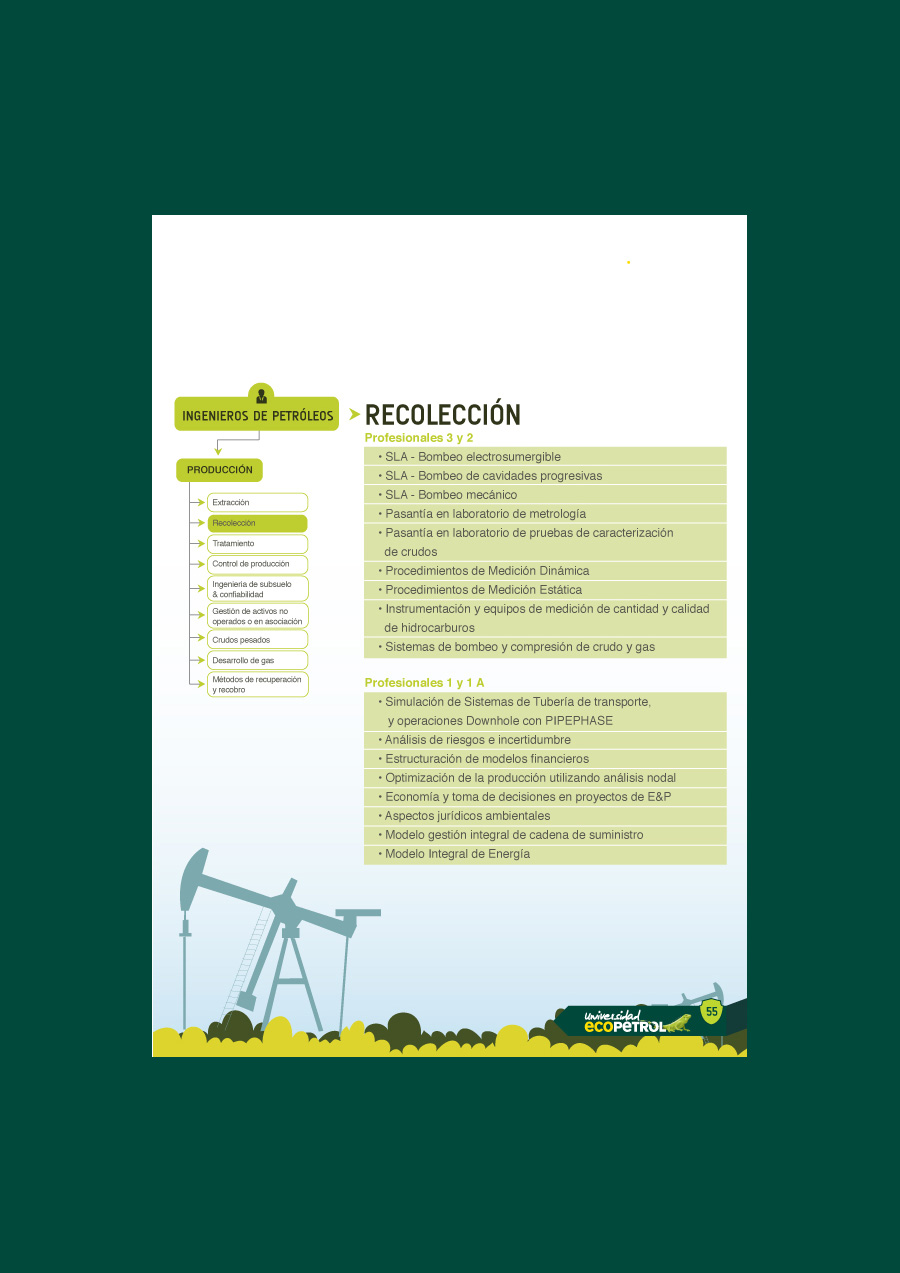 INGENIEROS DE PETRÓLEOS
PRODUCCIÓN
Extracción
Recolección
Tratamiento
Control de producción
Ingeniería de subsuelo
& confiabilidad
Gestión de activos no
operados o en asociación
Crudos pesados
Desarrollo de gas
Métodos de recuperación
y recobro
RECOLECCIÓN
Profesionales 3 y 2
• SLA - Bombeo electrosumergible
• SLA - Bombeo de cavidades progresivas
• SLA - Bombeo mecánico
• Pasantía en laboratorio de metrología
• Pasantía en laboratorio de pruebas de caracterización
de crudos
• Procedimientos de Medición Dinámica
• Procedimientos de Medición Estática
• Instrumentación y equipos de medición de cantidad y calidad
de hidrocarburos
• Sistemas de bombeo y compresión de crudo y gas
Profesionales 1 y 1 A
• Simulación de Sistemas de Tubería de transporte,
y operaciones Downhole con PIPEPHASE
• Análisis de riesgos e incertidumbre
• Estructuración de modelos financieros
• Optimización de la producción utilizando análisis nodal
• Economía y toma de decisiones en proyectos de E&P
• Aspectos jurídicos ambientales
• Modelo gestión integral de cadena de suministro
• Modelo Integral de Energía
universidad
ECOPETROL
55